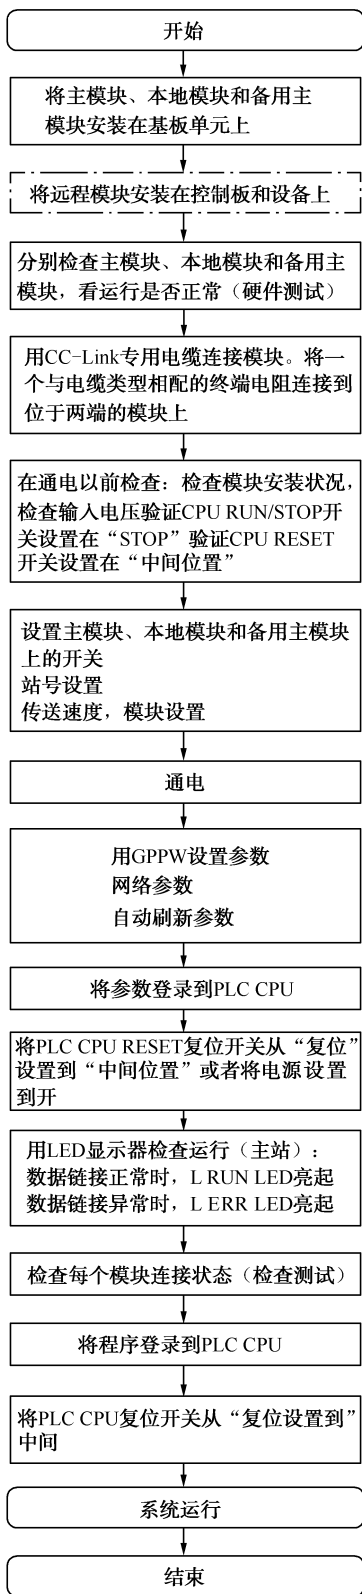 开始
将主模块、本地模块和备用主
模块安装在基板单元上
将远程模块安装在控制板和设备上
分别检查主模块、本地模块和备用主
模块，看运行是否正常（硬件测试）
用CC-Link专用电缆连接模块。将一
个与电缆类型相配的终端电阻连接到
位于两端的模块上
在通电以前检查：检查模块安装状况，
检查输入电压验证CPU RUN/STOP开
关设置在“STOP”验证CPU RESET
开关设置在“中间位置”
设置主模块、本地模块和备用主模块
上的开关
站号设置
传送速度，模块设置
通电
用GPPW设置参数
网络参数
自动刷新参数
将参数登录到PLC CPU
将PLC CPU RESET复位开关从“复位”
设置到“中间位置”或者将电源设置
到开
用LED显示器检查运行（主站）：
数据链接正常时，L RUN LED亮起
数据链接异常时，L ERR LED亮起
检查每个模块连接状态（检查测试）
将程序登录到PLC CPU
将PLC CPU复位开关从“复位设置到”
中间
系统运行
结束